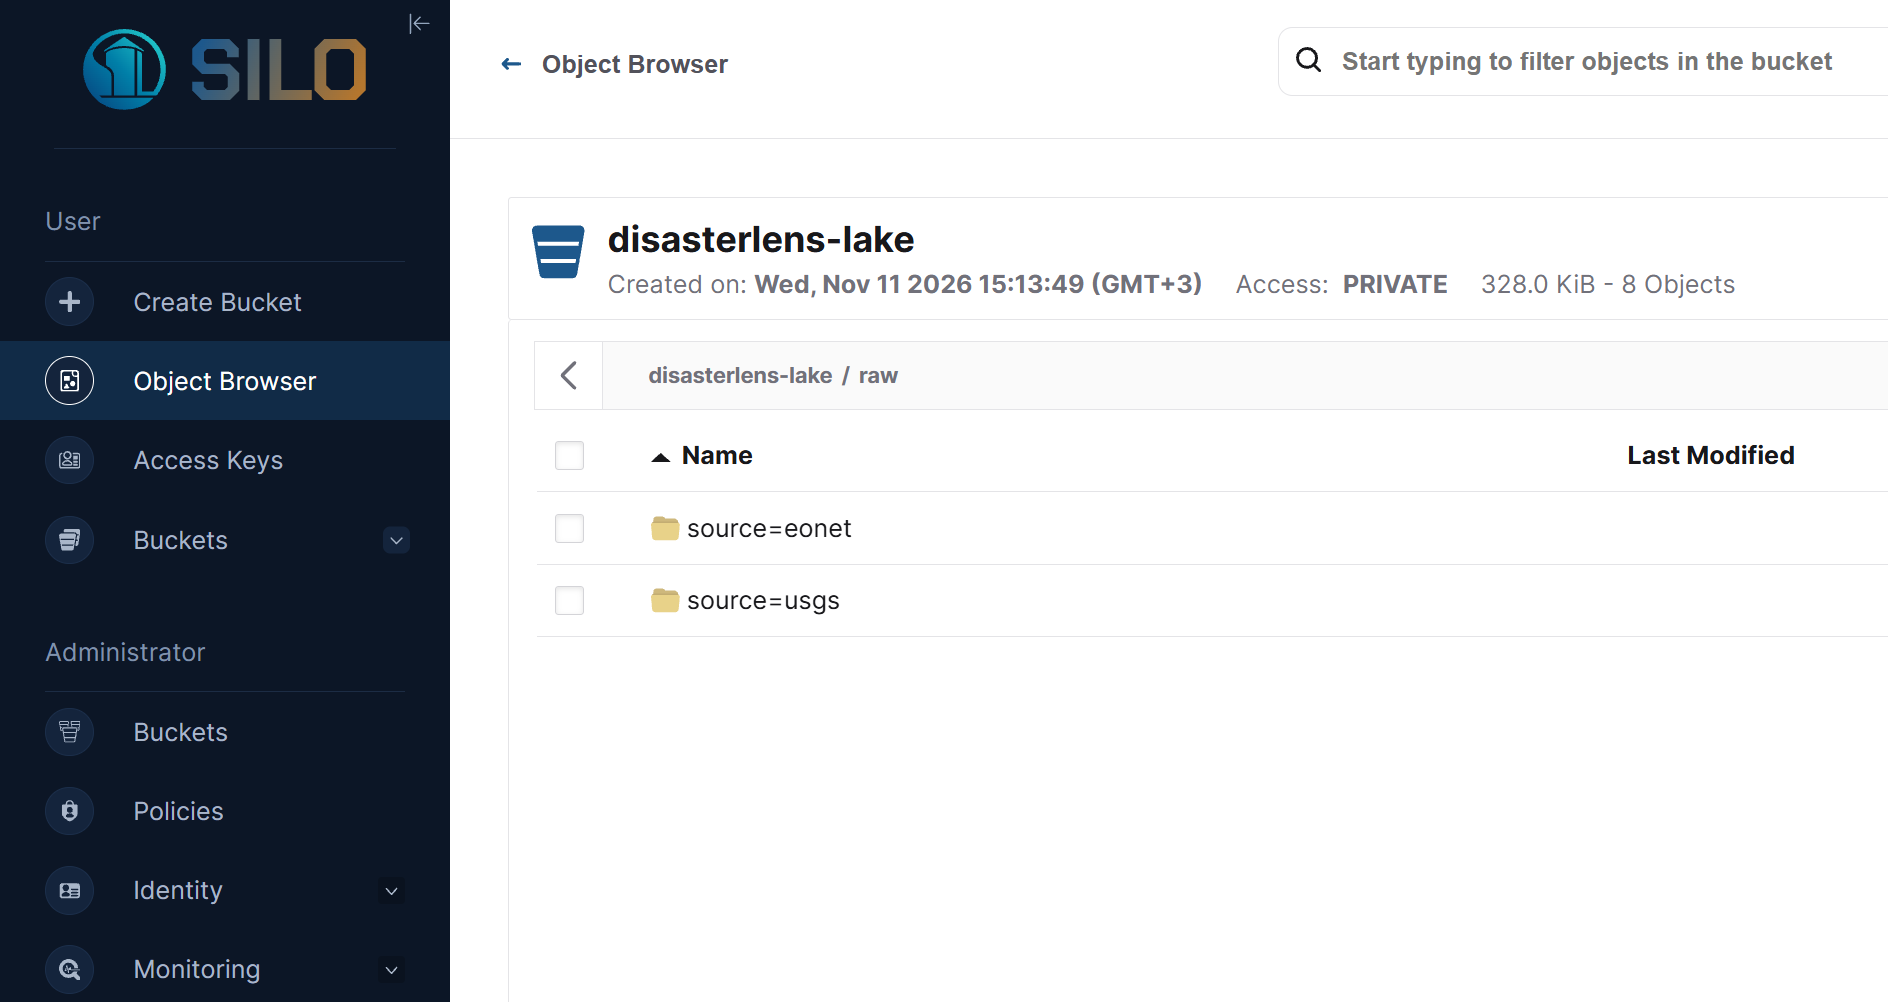 SILO
User
Create Bucket
Object Browser
Access Keys
Buckets
Administrator
Buckets
Policies
Identity
Monitoring
Object Browser
Start typing to filter objects in the bucket
disasterlens-lake
Created on: Wed, Nov 11 2026 15:13:49 (GMT+3) Access: PRIVATE 328.0 KiB - 8 Objects
disasterlens-lake / raw
Name Last Modified
source=eonet
source=usgs